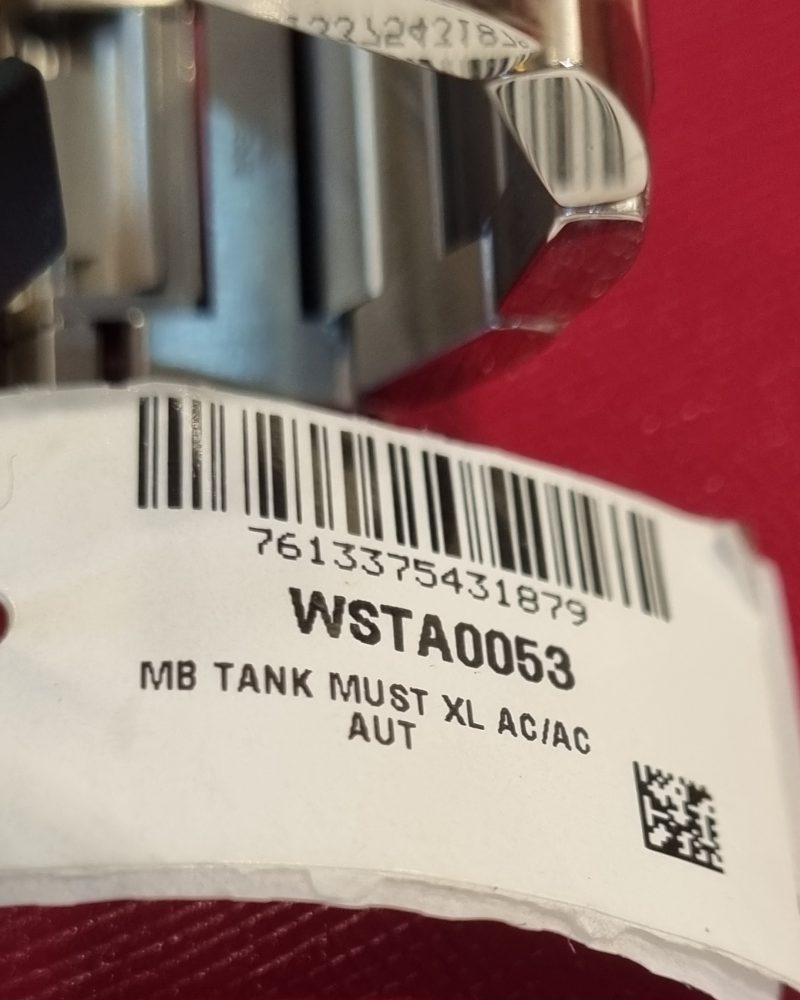 7613375431879
WSTA0053
MB TANK MUST XL AC/AC
AUT